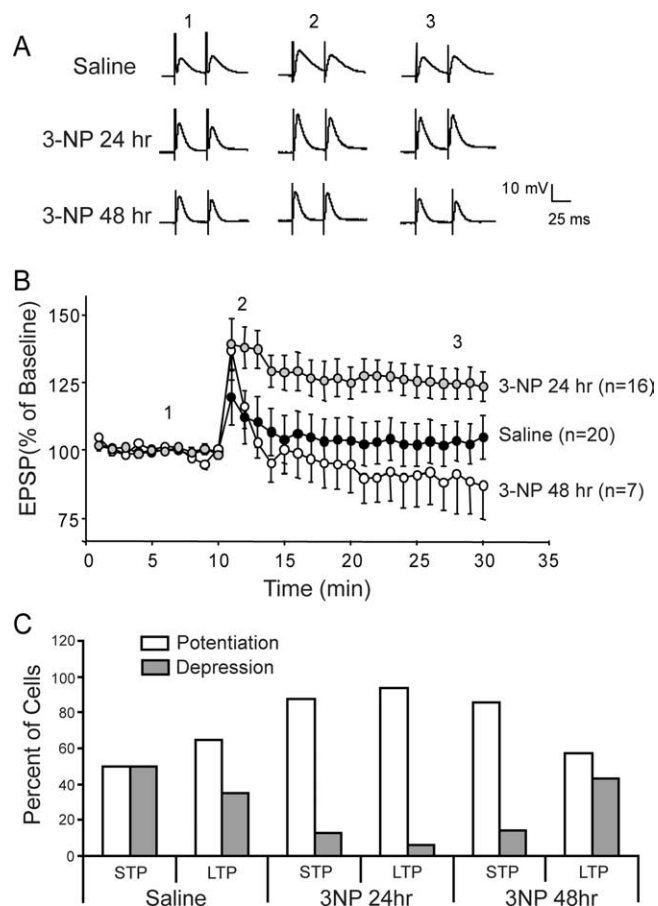 A
1 2 3
Saline
3-NP 24 hr
3-NP 48 hr
10 mV
25 ms
B
EPSP(% of Baseline)
150
125
100
75
1
2
3
3-NP 24 hr (n=16)
Saline (n=20)
3-NP 48 hr (n=7)
0 5 10 15 20 25 30 35
Time (min)
C
Percent of Cells
120
100
80
60
40
20
0
Potentiation
Depression
STP LTP STP LTP STP LTP
Saline 3NP 24hr 3NP 48hr